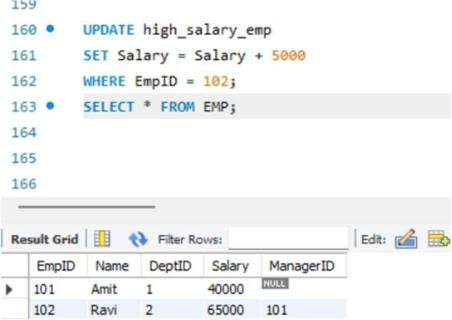 159
160 UPDATE high_salary_emp
161 SET Salary = Salary + 5000
162 WHERE EmpID = 102;
163 SELECT * FROM EMP;
164
165
166
Result Grid Filter Rows: Edit:
EmpID Name DeptID Salary ManagerID
101 Amit 1 40000 NULL
102 Ravi 2 65000 101